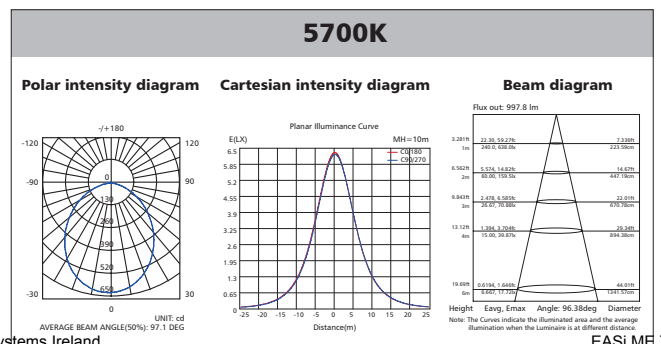 5700K
Polar intensity diagram
Cartesian intensity diagram
Beam diagram
-/+180
-120
120
-90
90
-30
30
0
0
130
260
390
520
650
UNIT: cd
AVERAGE BEAM ANGLE(50%): 97.1 DEG
Planar Illuminance Curve
E(LX)
MH=10m
C0/180
C90/270
6.5
5.85
5.2
4.55
3.9
3.25
2.6
1.95
1.3
0.65
0
-25 -20 -15 -10 -5 0 5 10 15 20 25
Distance(m)
Flux out: 997.8 lm
3.281ft 22.30, 59.27fc 7.336ft
1m 240.0, 638.0lx 223.59cm
6.562ft 5.574, 14.82fc 14.67ft
2m 60.00, 159.5lx 447.19cm
9.843ft 2.478, 6.585fc 22.01ft
3m 26.67, 70.88lx 670.78cm
13.12ft 1.394, 3.704fc 29.34ft
4m 15.00, 39.87lx 894.38cm
19.69ft 0.6194, 1.646fc 44.01ft
6m 6.667, 17.72lx 1341.57cm
Height Eavg, Emax Angle: 96.38deg Diameter
Note: The Curves indicate the illuminated area and the average
illumination when the Luminaire is at different distance.
stems Ireland
EASi ME